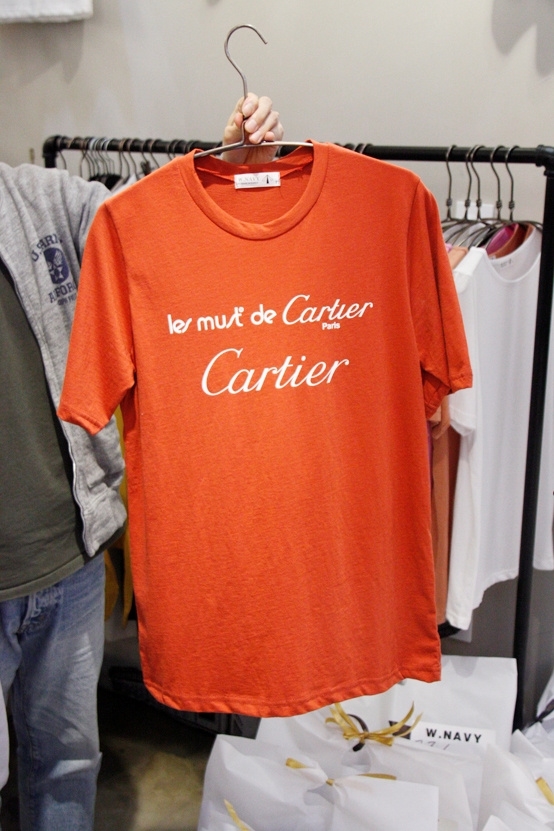 les must de Cartier
Paris
Cartier
W.NAVY